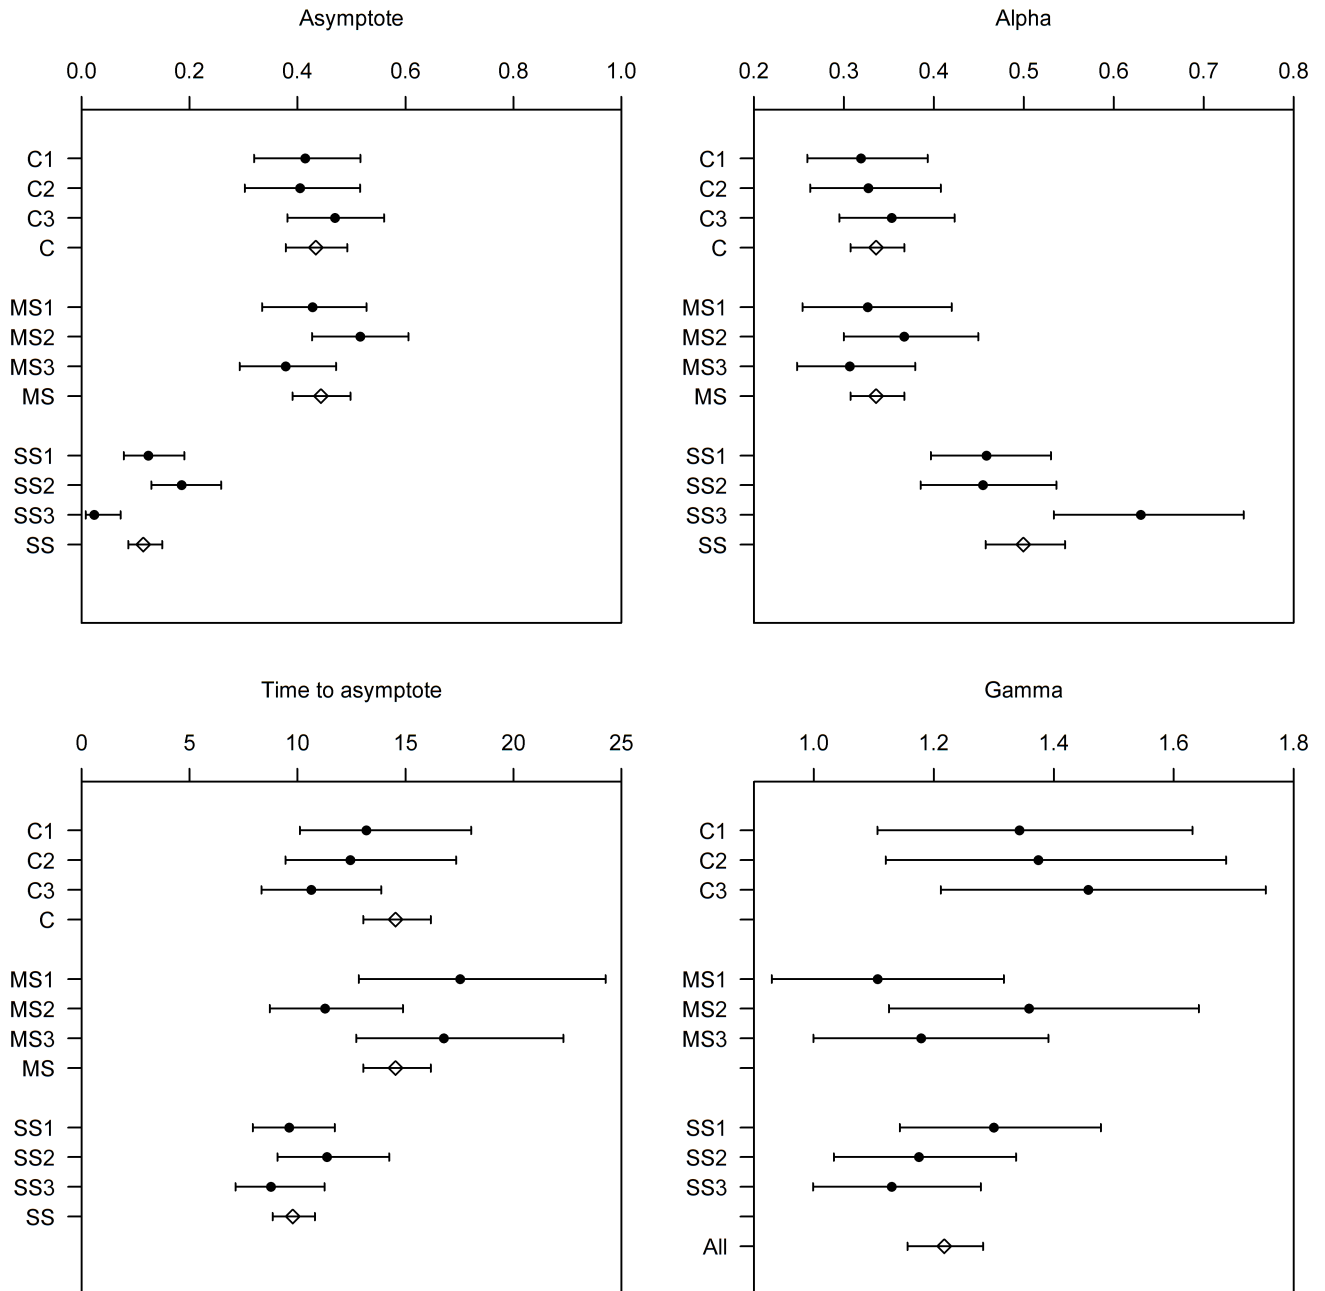 Asymptote
0.0 0.2 0.4 0.6 0.8 1.0
C1
C2
C3
C
MS1
MS2
MS3
MS
SS1
SS2
SS3
SS
Alpha
0.2 0.3 0.4 0.5 0.6 0.7 0.8
C1
C2
C3
C
MS1
MS2
MS3
MS
SS1
SS2
SS3
SS
Time to asymptote
0 5 10 15 20 25
C1
C2
C3
C
MS1
MS2
MS3
MS
SS1
SS2
SS3
SS
Gamma
1.0 1.2 1.4 1.6 1.8
C1
C2
C3
MS1
MS2
MS3
SS1
SS2
SS3
All